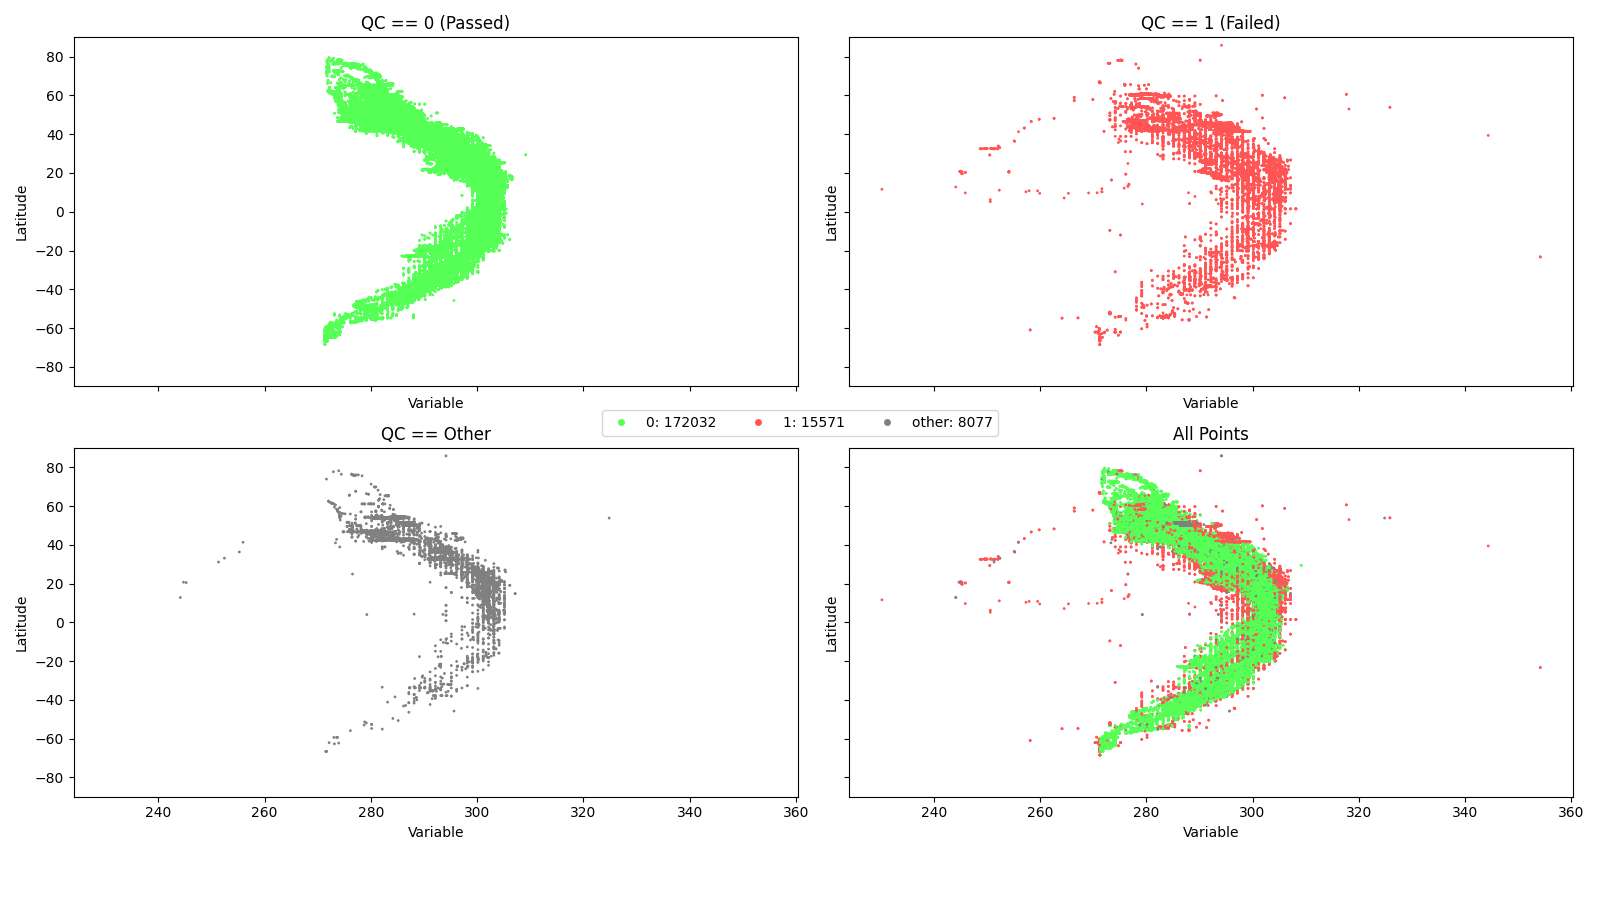 QC == 0 (Passed)
QC == 1 (Failed)
80
60
40
20
0
−20
−40
−60
−80
Latitude
Latitude
Variable
Variable
0: 172032
1: 15571
other: 8077
QC == Other
All Points
80
60
40
20
0
−20
−40
−60
−80
Latitude
Latitude
240 260 280 300 320 340 360
240 260 280 300 320 340 360
Variable
Variable